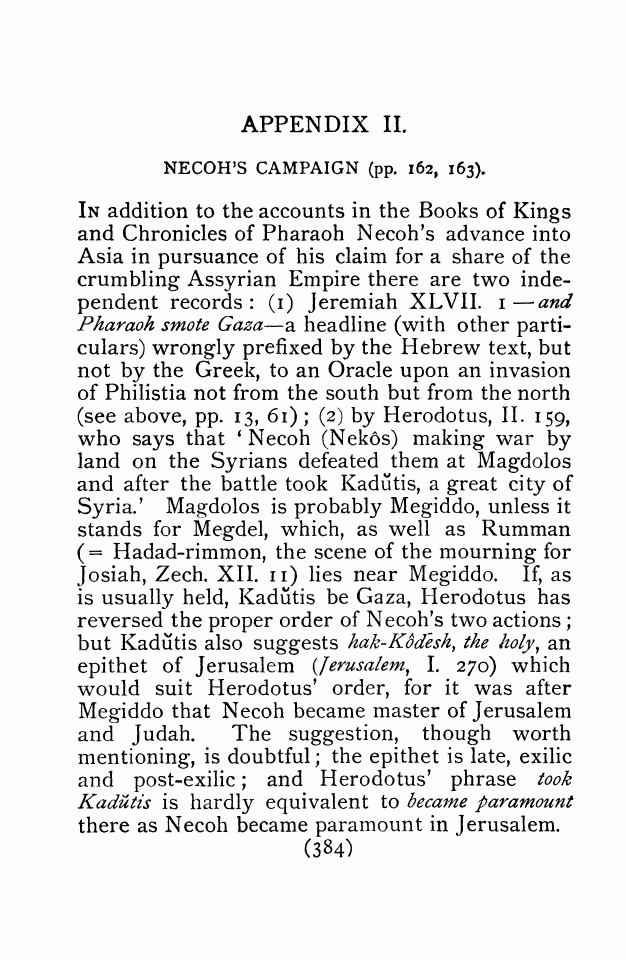 APPENDIX II.
NECOH'S CAMPAIGN (pp. 162, 163).
IN addition to the accounts in the Books of Kings
and Chronicles of Pharaoh Necoh's advance into
Asia in pursuance of his claim for a share of the
crumbling Assyrian Empire there are two inde-
pendent records : (1) Jeremiah XLVII. 1 — and
Pharaoh smote Gaza—a headline (with other parti-
culars) wrongly prefixed by the Hebrew text, but
not by the Greek, to an Oracle upon an invasion
of Philistia not from the south but from the north
(see above, pp. 13, 61) ; (2) by Herodotus, II. 159,
who says that ‘ Necoh (Nekôs) making war by
land on the Syrians defeated them at Magdolos
and after the battle took Kadŭtis, a great city of
Syria.’ Magdolos is probably Megiddo, unless it
stands for Megdel, which, as well as Rumman
(= Hadad-rimmon, the scene of the mourning for
Josiah, Zech. XII. 11) lies near Megiddo. If, as
is usually held, Kadŭtis be Gaza, Herodotus has
reversed the proper order of Necoh's two actions ;
but Kadŭtis also suggests hak-Kôdēsh, the holy, an
epithet of Jerusalem (Jerusalem, I. 270) which
would suit Herodotus' order, for it was after
Megiddo that Necoh became master of Jerusalem
and Judah. The suggestion, though worth
mentioning, is doubtful ; the epithet is late, exilic
and post-exilic ; and Herodotus' phrase took
Kadŭtis is hardly equivalent to became paramount
there as Necoh became paramount in Jerusalem.
(384)